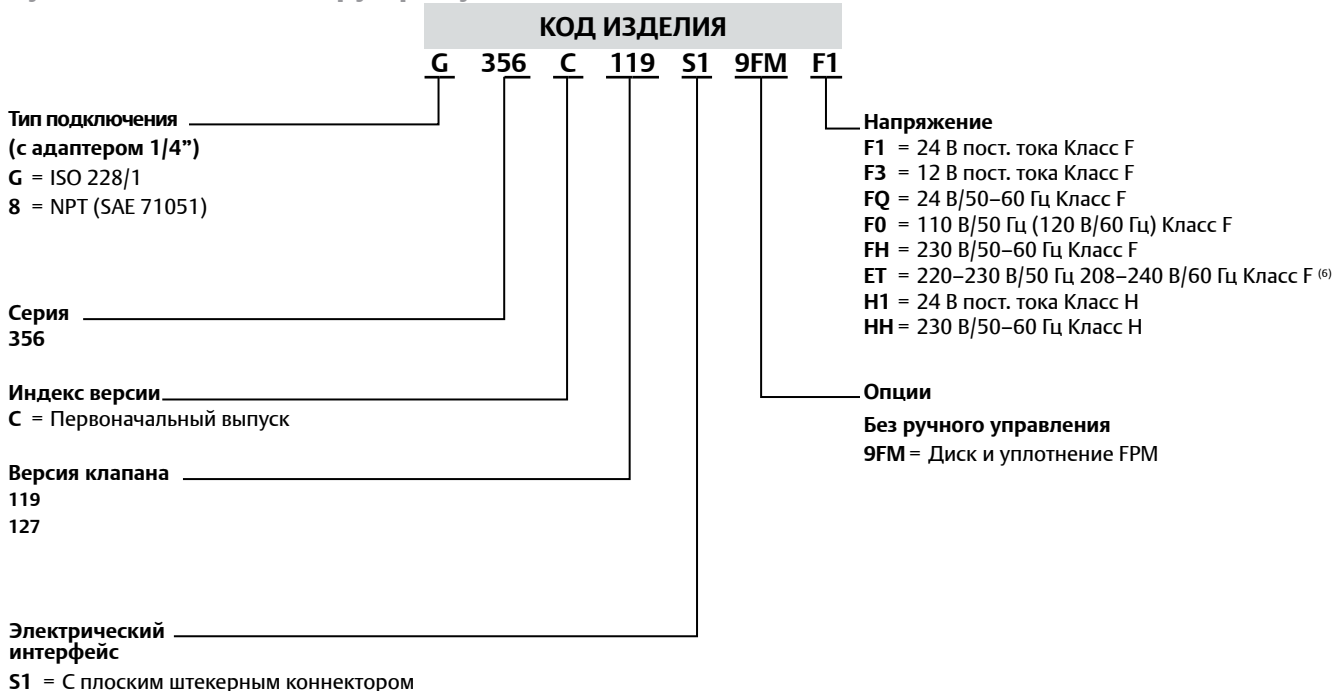 КОД ИЗДЕЛИЯ
G 356 C 119 S1 9FM F1
Тип подключения
(с адаптером 1/4”)
G = ISO 228/1
8 = NPT (SAE 71051)
Серия
356
Индекс версии
C = Первоначальный выпуск
Версия клапана
119
127
Электрический
интерфейс
S1 = С плоским штекерным коннектором
Напряжение
F1 = 24 В пост. тока Класс F
F3 = 12 В пост. тока Класс F
FQ = 24 В/50–60 Гц Класс F
F0 = 110 В/50 Гц (120 В/60 Гц) Класс F
FH = 230 В/50–60 Гц Класс F
ET = 220–230 В/50 Гц 208–240 В/60 Гц Класс F (6)
H1 = 24 В пост. тока Класс H
HH = 230 В/50–60 Гц Класс H
Опции
Без ручного управления
9FM = Диск и уплотнение FPM